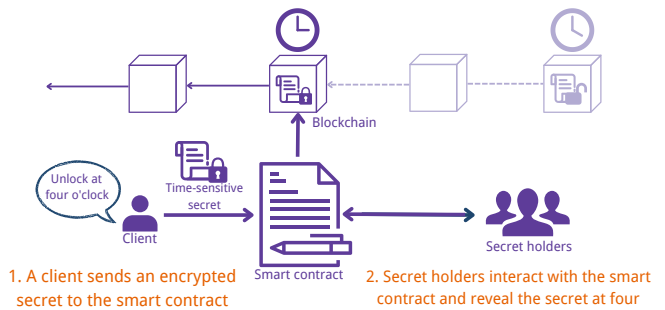 Blockchain
Unlock at
four o'clock
Time-sensitive
secret
Client
Smart contract
Secret holders
1. A client sends an encrypted
secret to the smart contract
2. Secret holders interact with the smart
contract and reveal the secret at four